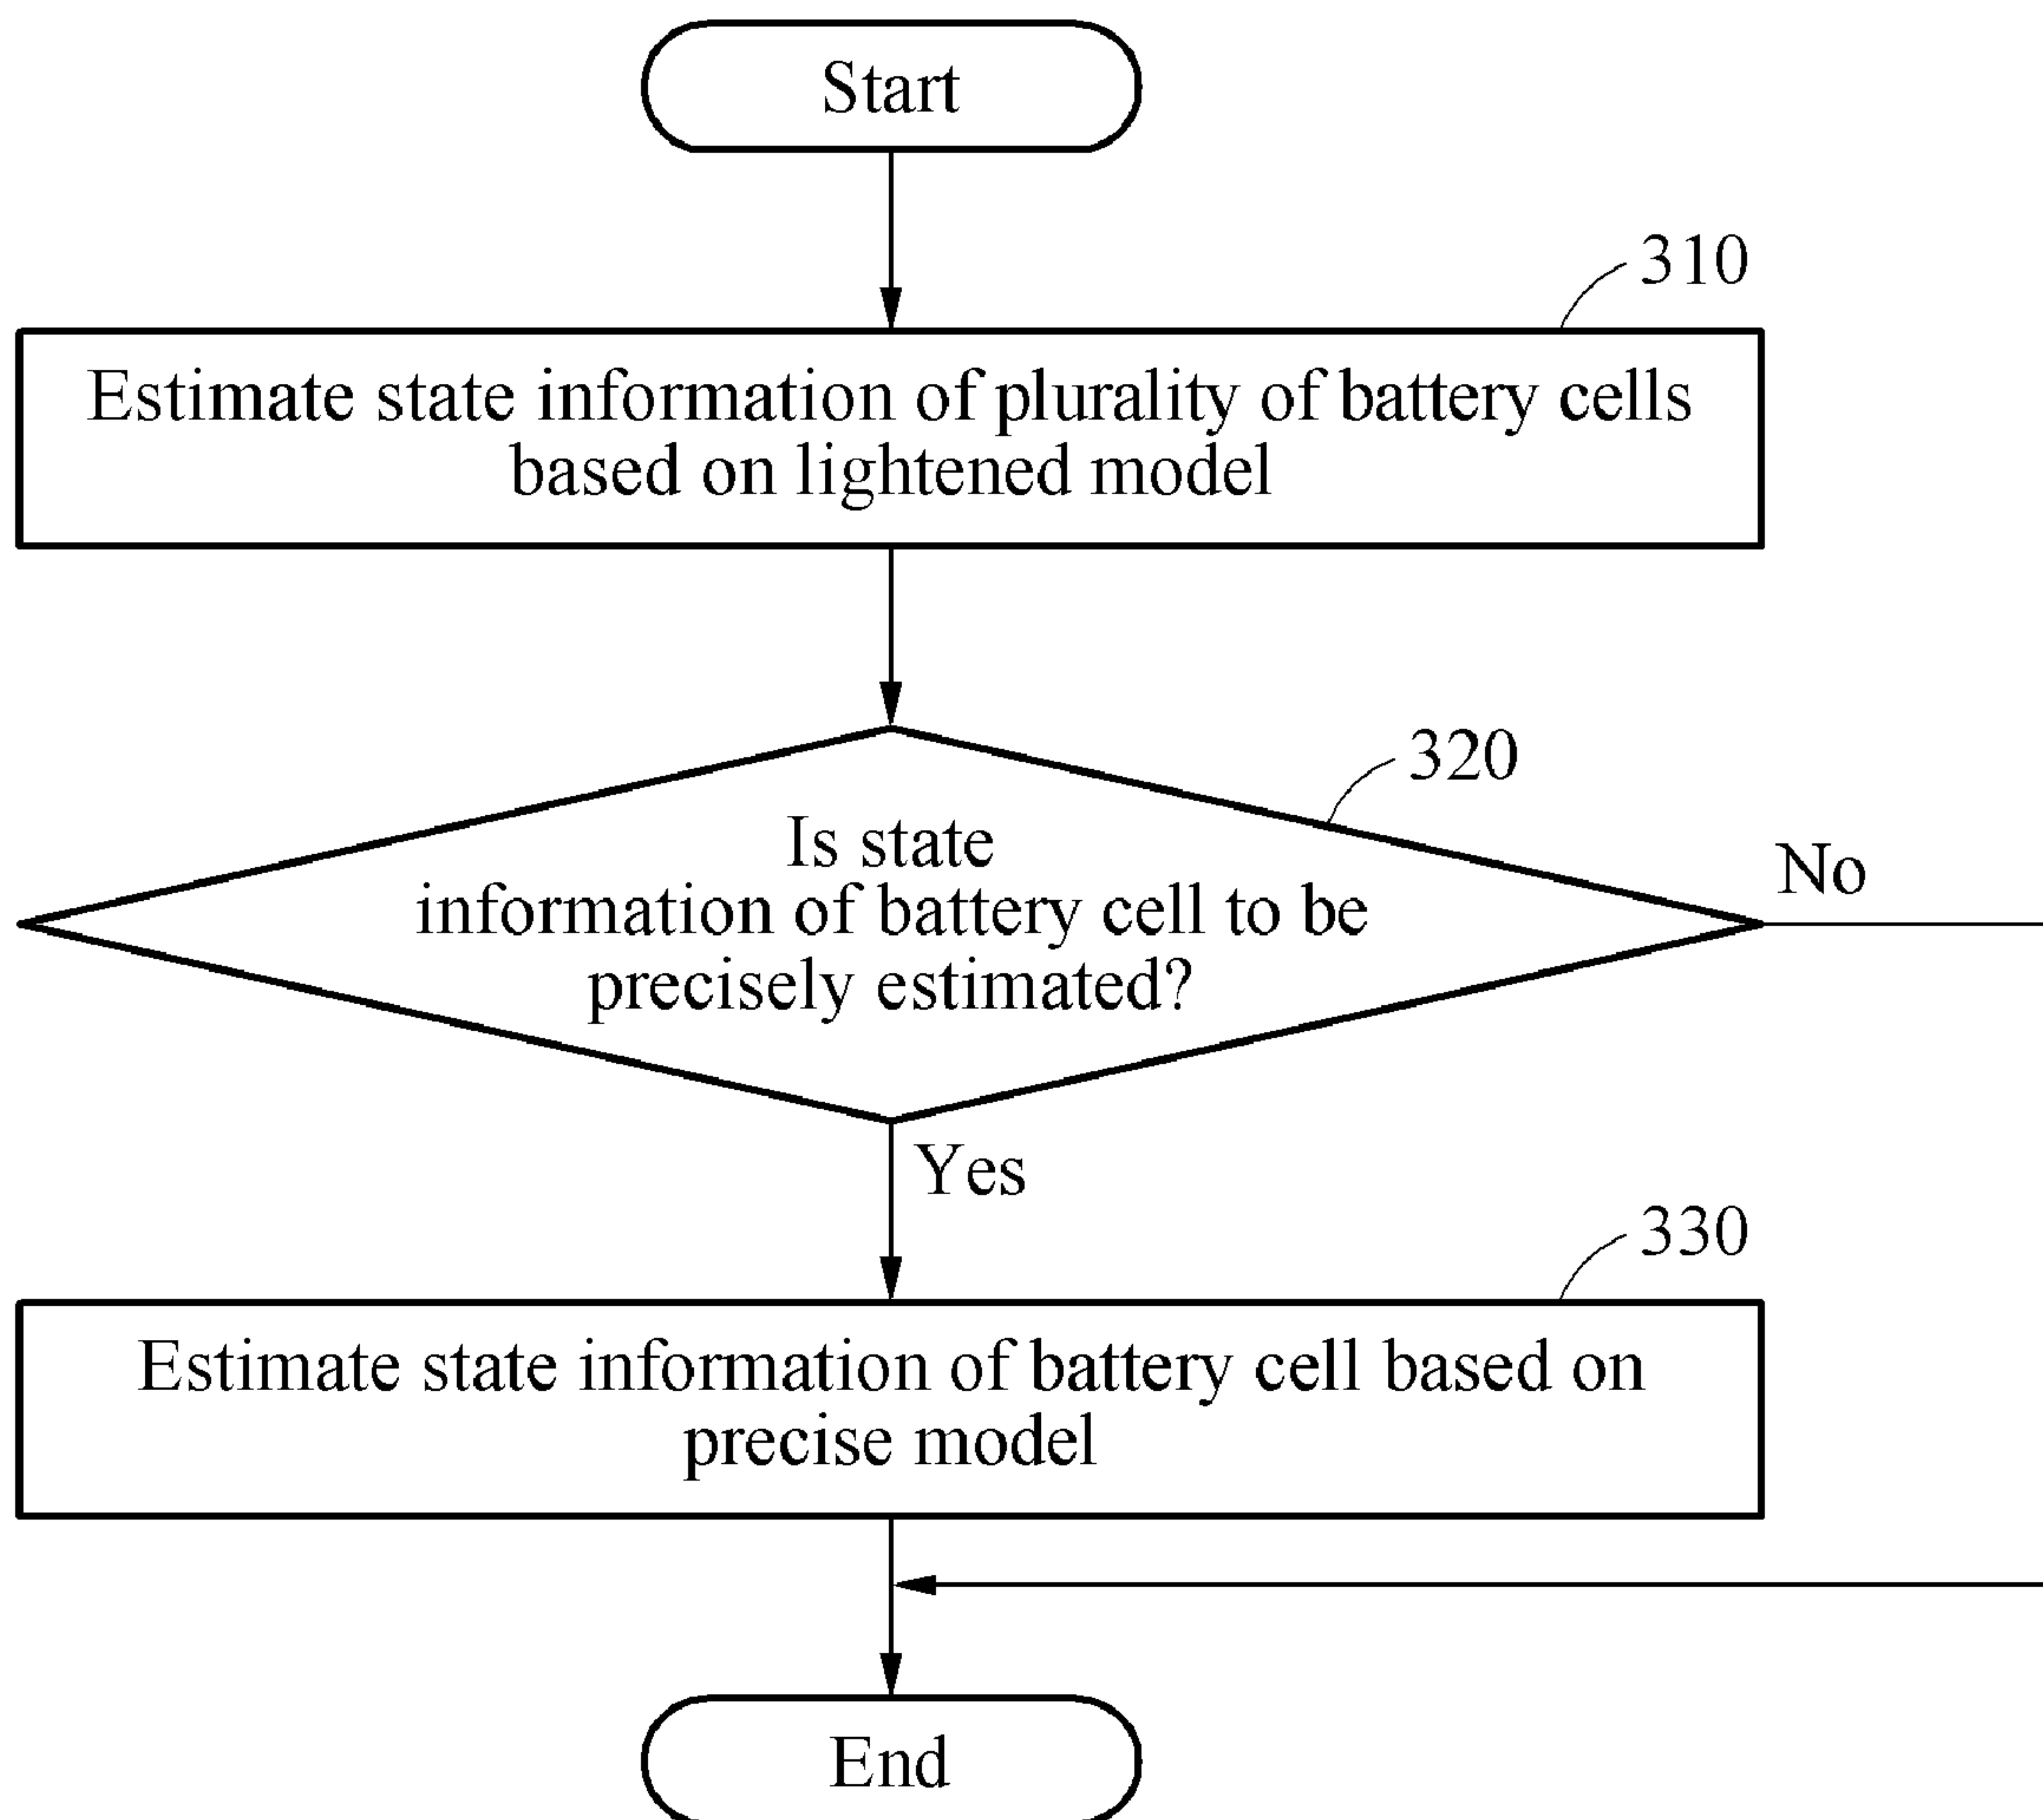 Start
310
Estimate state information of plurality of battery cells
based on lightened model
320
Is state
information of battery cell to be
precisely estimated?
No
Yes
330
Estimate state information of battery cell based on
precise model
End